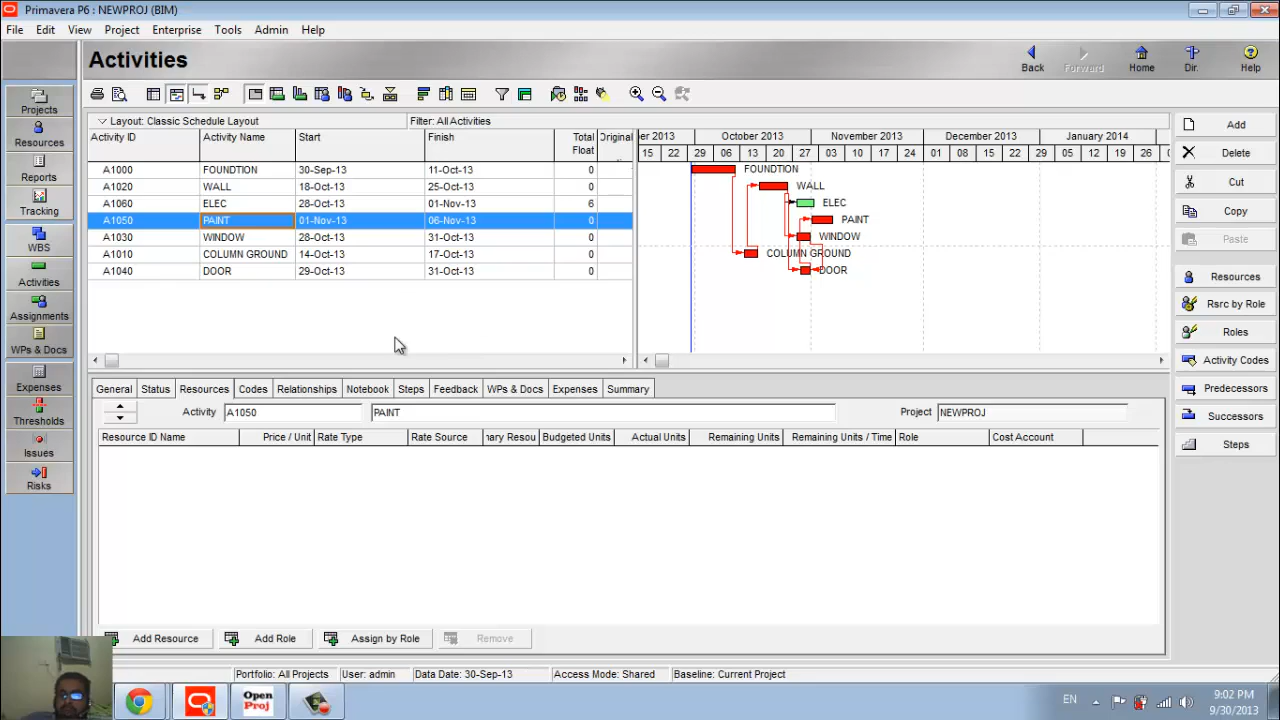 Primavera P6 : NEWPROJ (BIM)
File Edit View Project Enterprise Tools Admin Help
Activities
Back Forward Home Dir. Help
Layout: Classic Schedule Layout Filter: All Activities
Activity ID Activity Name Start Finish Total Float Original
October 2013 November 2013 December 2013 January 2014
15 22 29 06 13 20 27 03 10 17 24 01 08 15 22 29 05 12 19 26
A1000 FOUNDTION 30-Sep-13 11-Oct-13 0
A1020 WALL 18-Oct-13 25-Oct-13 0
A1060 ELEC 28-Oct-13 01-Nov-13 6
A1050 PAINT 01-Nov-13 06-Nov-13 0
A1030 WINDOW 28-Oct-13 31-Oct-13 0
A1010 COLUMN GROUND 14-Oct-13 17-Oct-13 0
A1040 DOOR 29-Oct-13 31-Oct-13 0
FOUNDTION
WALL
ELEC
PAINT
WINDOW
COLUMN GROUND
DOOR
Projects
Resources
Reports
Tracking
WBS
Activities
Assignments
WPs & Docs
Expenses
Thresholds
Issues
Risks
Add
Delete
Cut
Copy
Paste
Resources
Rsrc by Role
Roles
Activity Codes
Predecessors
Successors
Steps
General Status Resources Codes Relationships Notebook Steps Feedback WPs & Docs Expenses Summary
Activity A1050 PAINT Project NEWPROJ
Resource ID Name Price / Unit Rate Type Rate Source Budgeted Units Actual Units Remaining Units Remaining Units / Time Role Cost Account
Add Resource Add Role Assign by Role Remove
Portfolio: All Projects User: admin Data Date: 30-Sep-13 Access Mode: Shared Baseline: Current Project
Open
Proj
EN
9:02 PM
9/30/2013